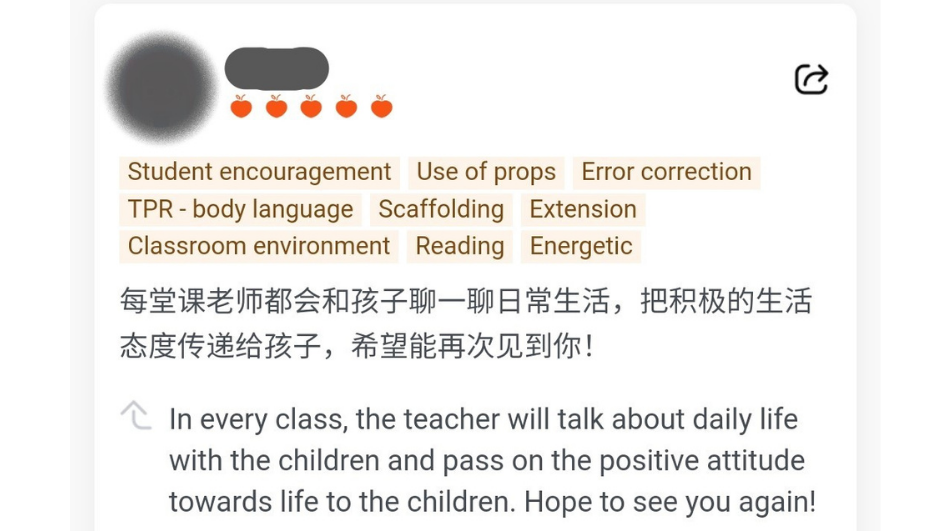 Student encouragement Use of props Error correction
TPR - body language Scaffolding Extension
Classroom environment Reading Energetic
每堂课老师都会和孩子聊一聊日常生活，把积极的生活
态度传递给孩子，希望能再次见到你！
In every class, the teacher will talk about daily life
with the children and pass on the positive attitude
towards life to the children. Hope to see you again!